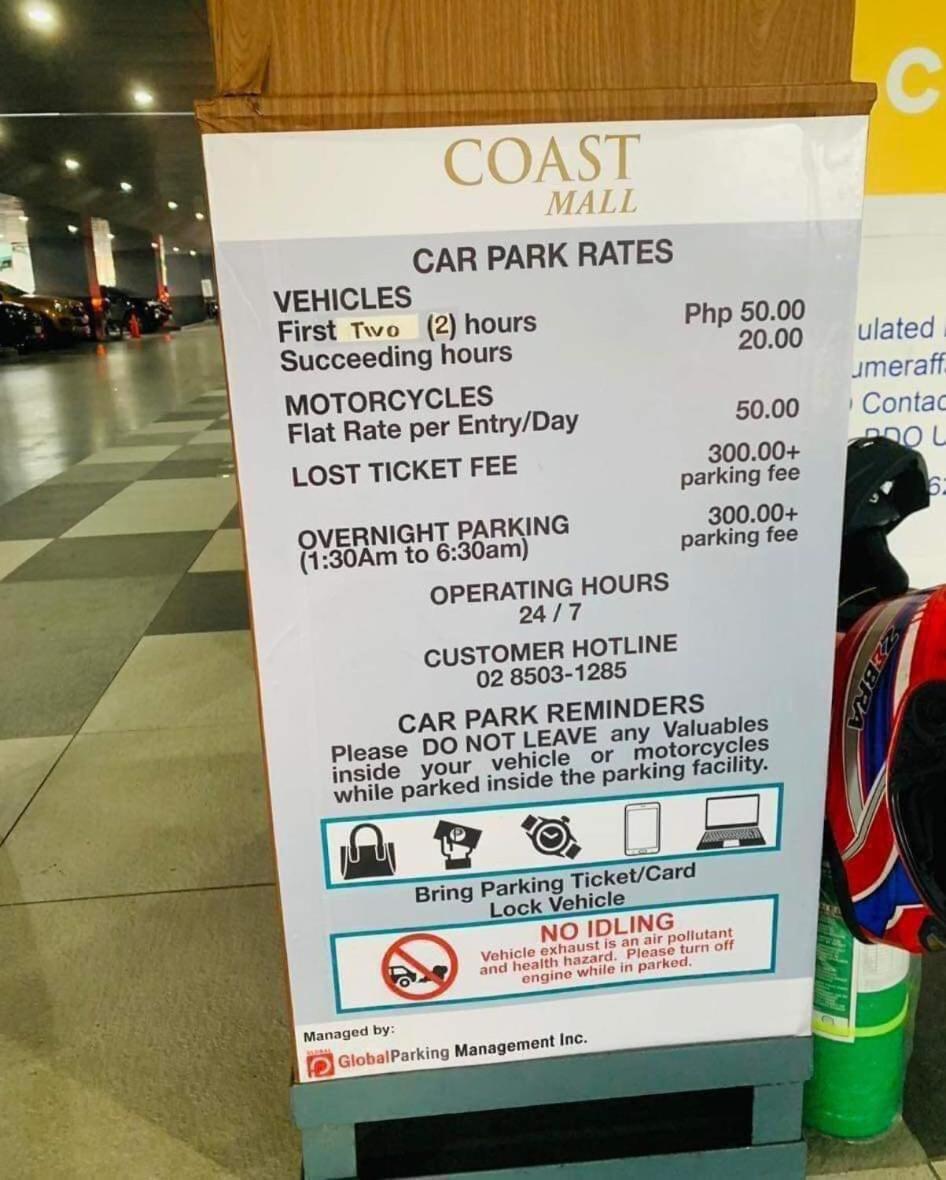 COAST
MALL
CAR PARK RATES
VEHICLES
First Two (2) hours Php 50.00
Succeeding hours 20.00
MOTORCYCLES
Flat Rate per Entry/Day 50.00
LOST TICKET FEE 300.00+
parking fee
OVERNIGHT PARKING 300.00+
(1:30Am to 6:30am) parking fee
OPERATING HOURS
24 / 7
CUSTOMER HOTLINE
02 8503-1285
CAR PARK REMINDERS
Please DO NOT LEAVE any Valuables
inside your vehicle or motorcycles
while parked inside the parking facility.
P
Bring Parking Ticket/Card
Lock Vehicle
NO IDLING
Vehicle exhaust is an air pollutant
and health hazard. Please turn off
engine while in parked.
Managed by:
GLOBAL
GlobalParking Management Inc.
C
ulated
umeraff
Contac
BDO U
ZEBRA